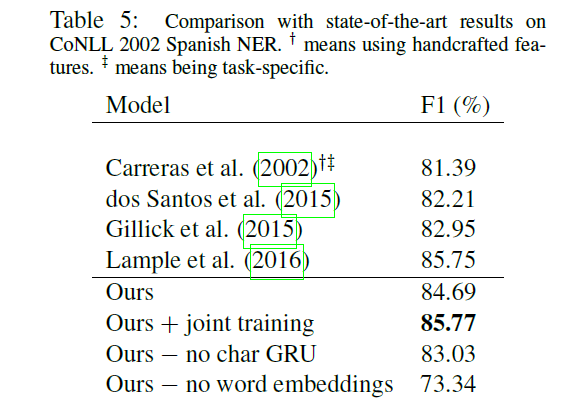 Table 5: Comparison with state-of-the-art results on
CoNLL 2002 Spanish NER. † means using handcrafted fea-
tures. ‡ means being task-specific.
Model F1 (%)
Carreras et al. (2002)†‡ 81.39
dos Santos et al. (2015) 82.21
Gillick et al. (2015) 82.95
Lample et al. (2016) 85.75
Ours 84.69
Ours + joint training 85.77
Ours − no char GRU 83.03
Ours − no word embeddings 73.34